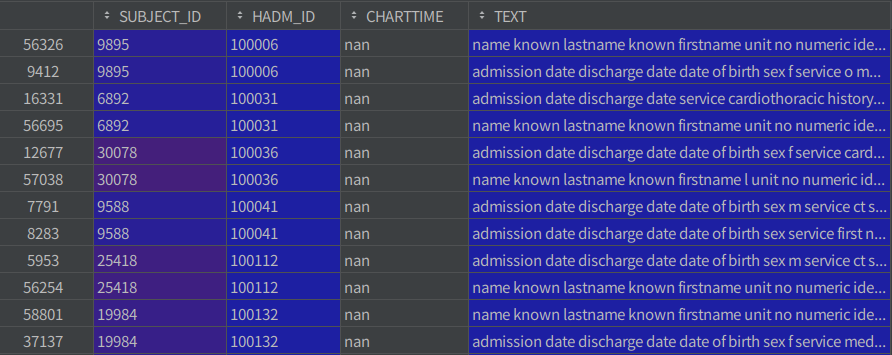 SUBJECT_ID HADM_ID CHARTTIME TEXT
56326 9895 100006 nan name known lastname known firstname unit no numeric ide...
9412 9895 100006 nan admission date discharge date date of birth sex f service o m...
16331 6892 100031 nan admission date discharge date service cardiothoracic history...
56695 6892 100031 nan name known lastname known firstname unit no numeric ide...
12677 30078 100036 nan admission date discharge date date of birth sex f service card...
57038 30078 100036 nan name known lastname known firstname l unit no numeric id...
7791 9588 100041 nan admission date discharge date date of birth sex m service ct s...
8283 9588 100041 nan admission date discharge date date of birth sex service first n...
5953 25418 100112 nan admission date discharge date date of birth sex m service ct s...
56254 25418 100112 nan name known lastname known firstname unit no numeric ide...
58801 19984 100132 nan name known lastname known firstname unit no numeric ide...
37137 19984 100132 nan admission date discharge date date of birth sex f service med...